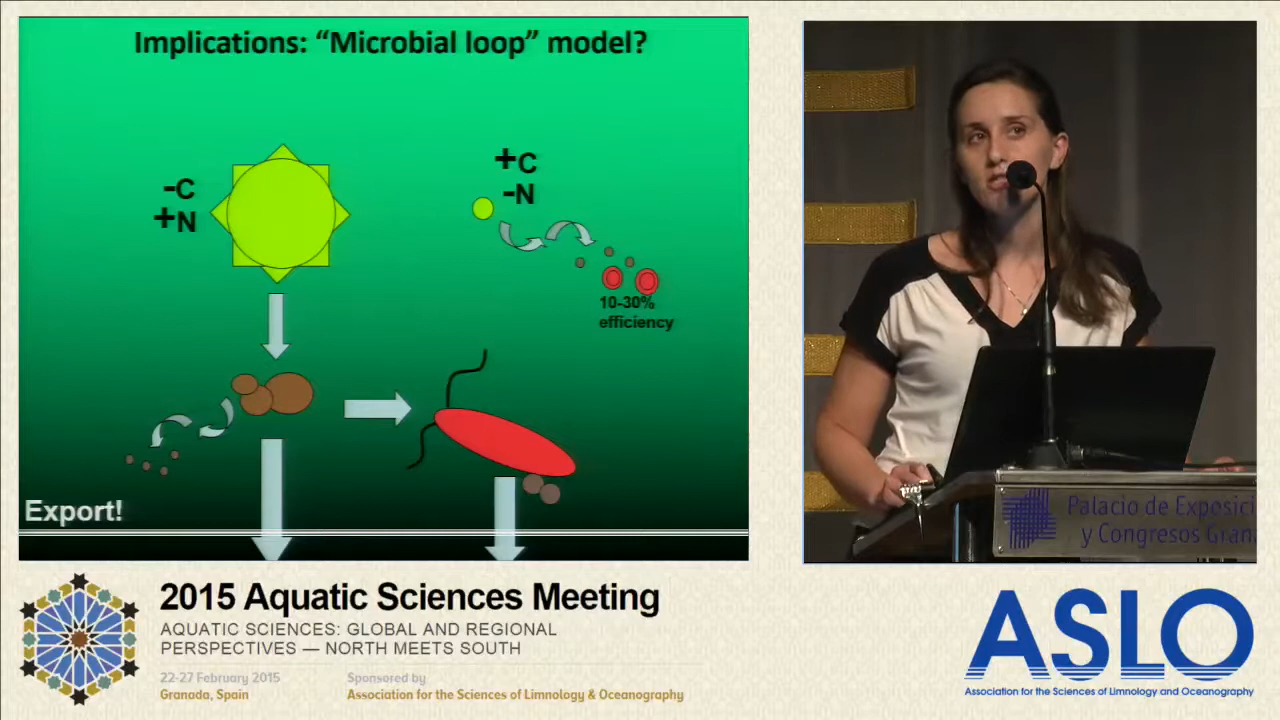 Implications: “Microbial loop” model?
-C
+N
+C
-N
10-30%
efficiency
Export!
Palacio de Exposici
y Congresos Gran
2015 Aquatic Sciences Meeting
AQUATIC SCIENCES: GLOBAL AND REGIONAL
PERSPECTIVES — NORTH MEETS SOUTH
22-27 February 2015
Granada, Spain
Sponsored by
Association for the Sciences of Limnology & Oceanography
ASLO
Association for the Sciences of Limnology and Oceanography